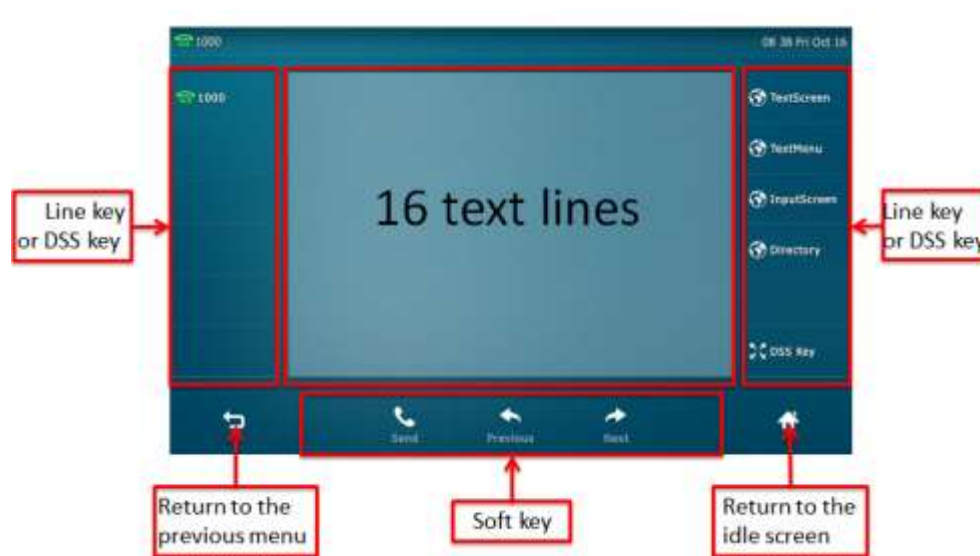 1000
08 38 Fri Oct 16
1000
TestScreen
TestMenu
InputScreen
Directory
DSS Key
16 text lines
Line key
or DSS key
Line key
or DSS key
Send
Previous
Next
Return to the
previous menu
Soft key
Return to the
idle screen